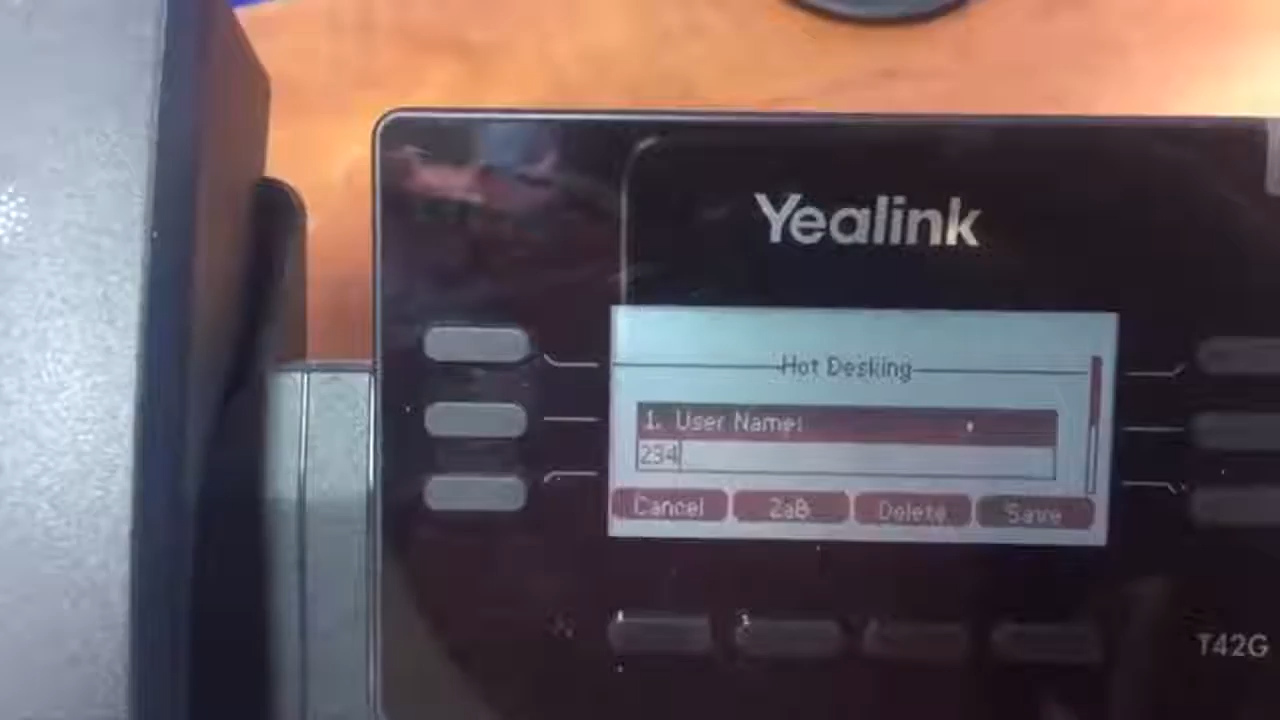 Yealink
Hot Desking
1. User Name:
234
Cancel 2aB Delete Save
T42G